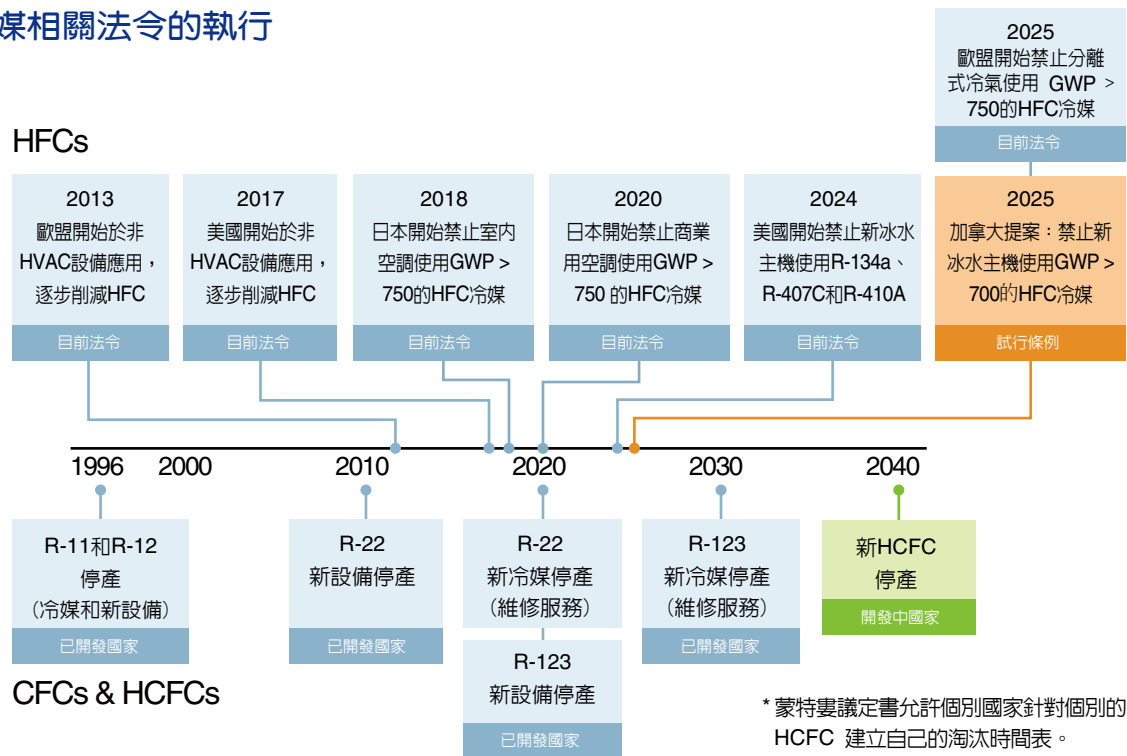 媒相關法令的執行
2025
歐盟開始禁止分離
式冷氣使用 GWP >
750的HFC冷媒
目前法令
HFCs
2013
歐盟開始於非
HVAC設備應用，
逐步削減HFC
目前法令
2017
美國開始於非
HVAC設備應用，
逐步削減HFC
目前法令
2018
日本開始禁止室內
空調使用GWP >
750的HFC冷媒
目前法令
2020
日本開始禁止商業
用空調使用GWP >
750 的HFC冷媒
目前法令
2024
美國開始禁止新冰水
主機使用R-134a、
R-407C和R-410A
目前法令
2025
加拿大提案：禁止新
冰水主機使用GWP >
700的HFC冷媒
試行條例
1996 2000 2010 2020 2030 2040
R-11和R-12
停產
(冷媒和新設備)
已開發國家
R-22
新設備停產
已開發國家
R-22
新冷媒停產
(維修服務)
R-123
新設備停產
已開發國家
R-123
新冷媒停產
(維修服務)
已開發國家
新HCFC
停產
開發中國家
CFCs & HCFCs
* 蒙特婁議定書允許個別國家針對個別的
HCFC 建立自己的淘汰時間表。